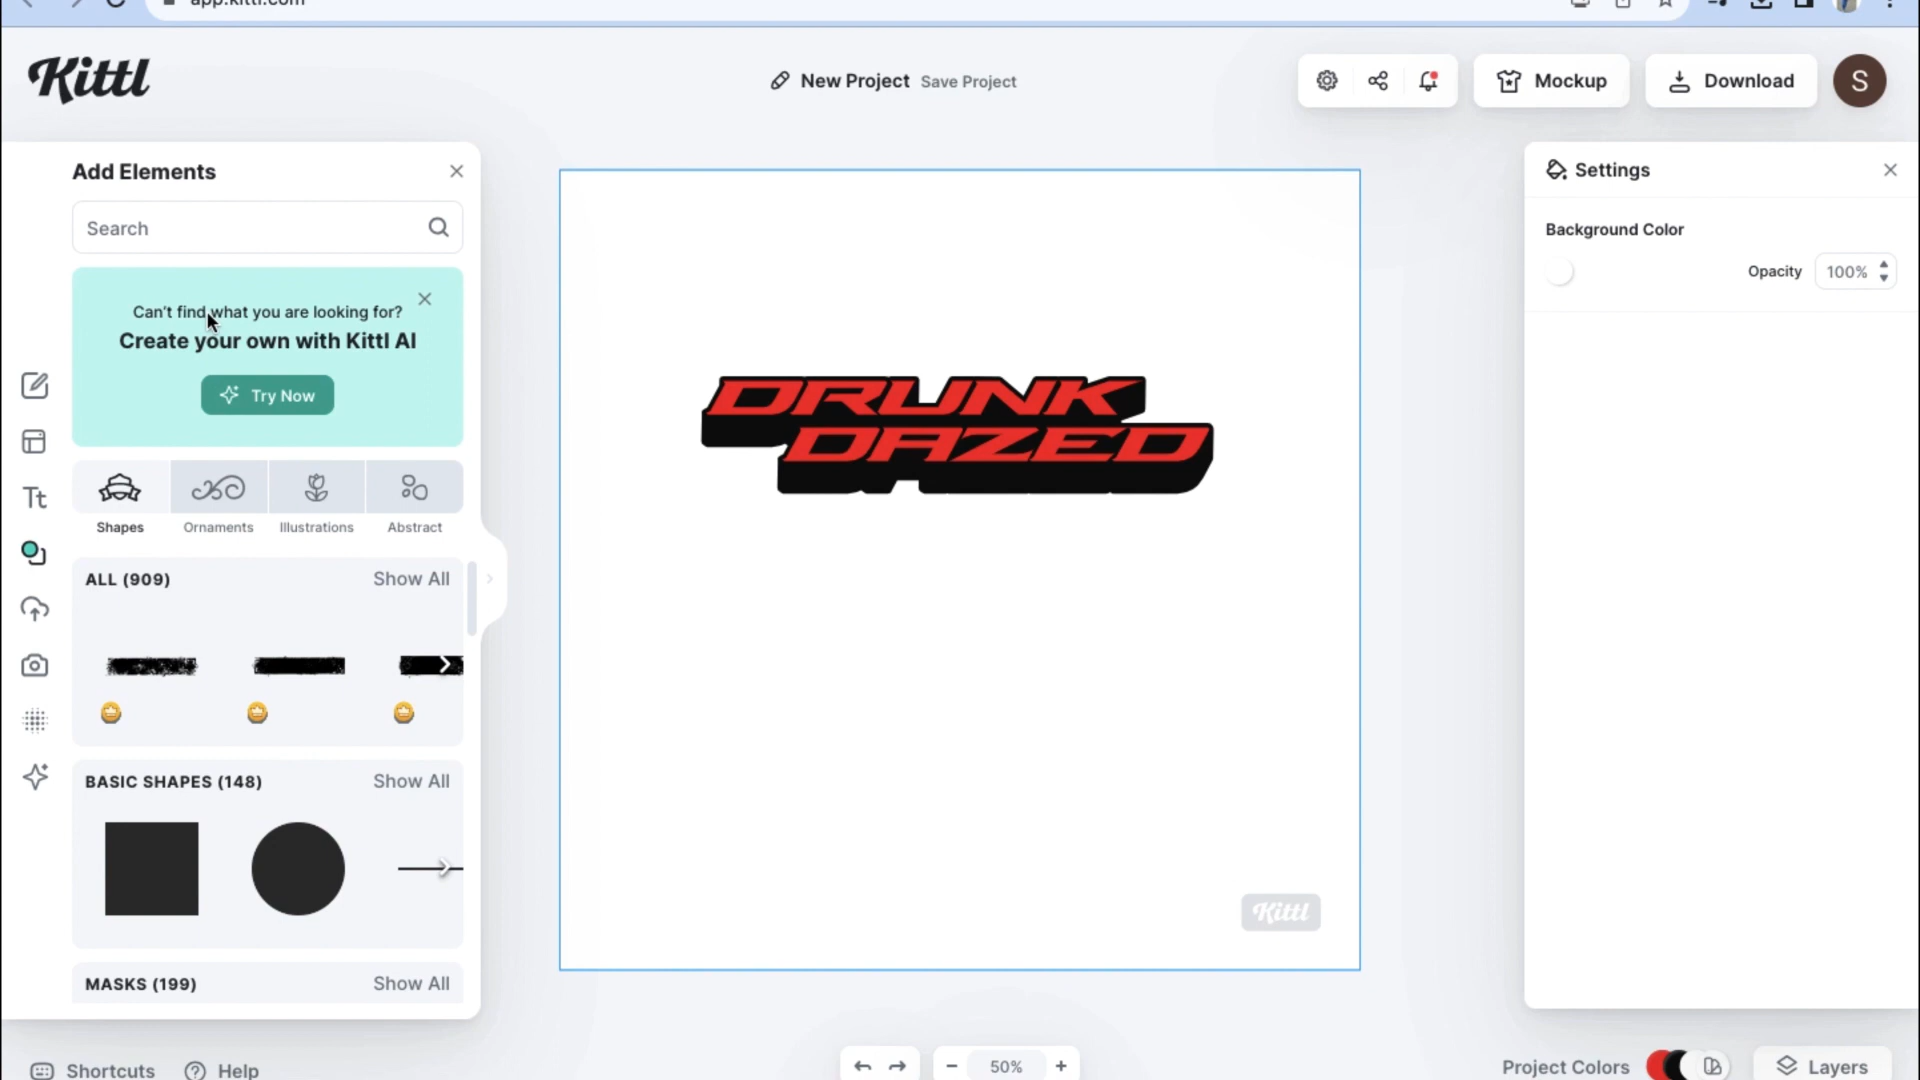 app.kittl.com
Kittl
New Project Save Project
Mockup
Download
S
Add Elements
Search
Can't find what you are looking for?
Create your own with Kittl AI
Try Now
Tt
Shapes Ornaments Illustrations Abstract
ALL (909) Show All
BASIC SHAPES (148) Show All
MASKS (199) Show All
DRUNK
DAZED
Kittl
Settings
Background Color
Opacity 100%
Shortcuts Help
50%
Project Colors
Layers